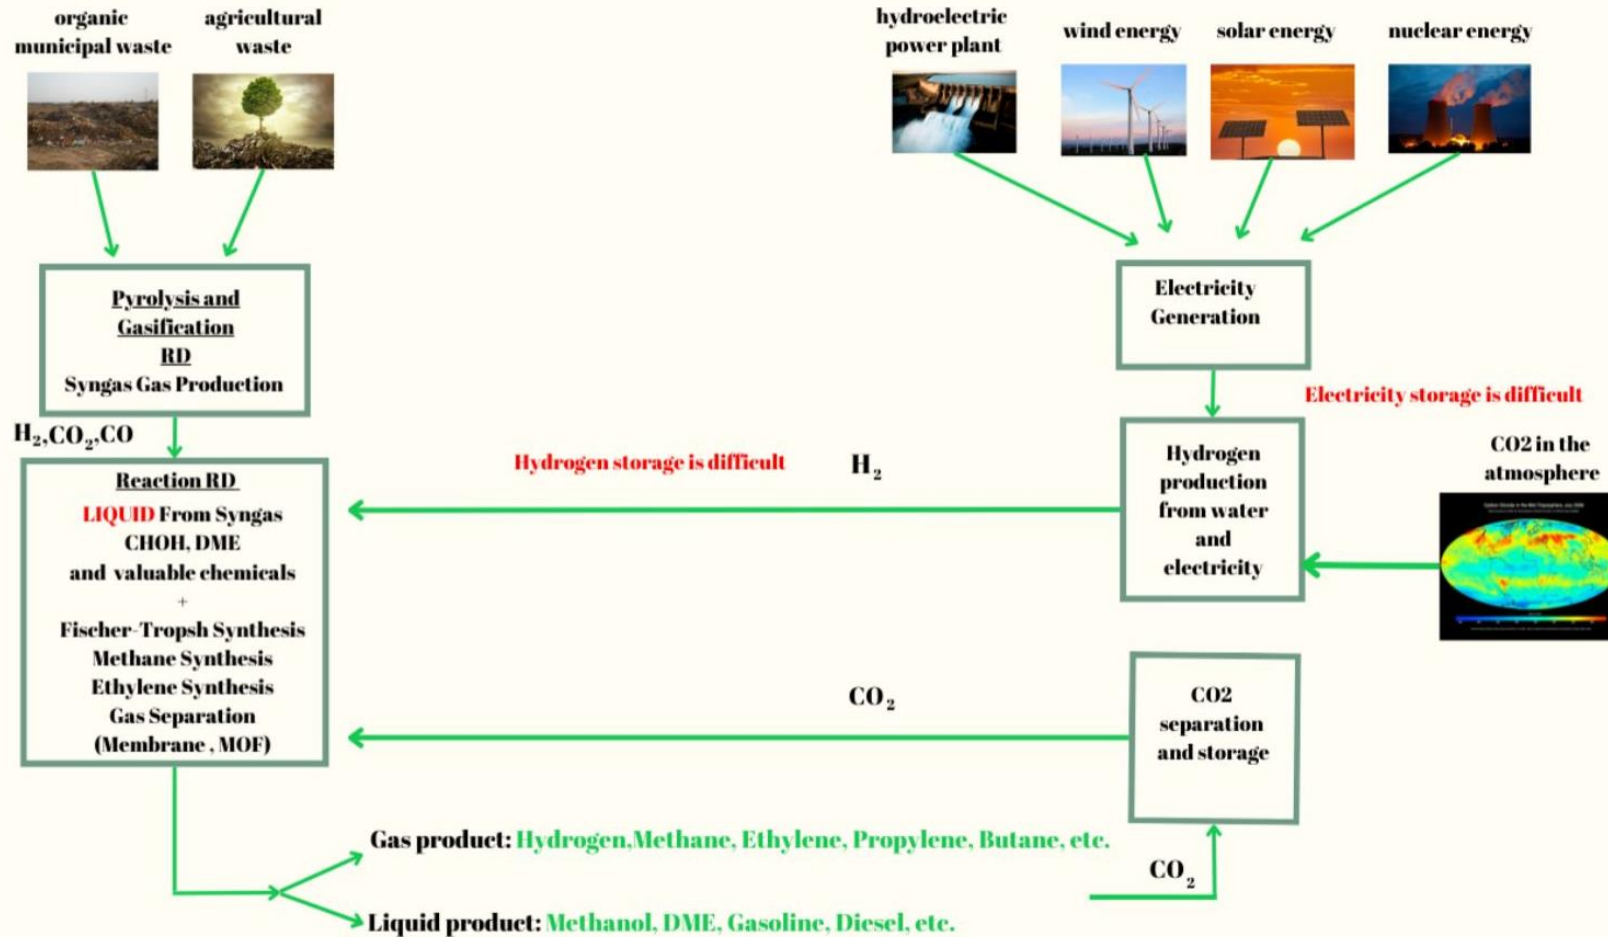 organic
municipal waste
agricultural
waste
hydroelectric
power plant
wind energy
solar energy
nuclear energy
Pyrolysis and
Gasification
RD
Syngas Gas Production
Electricity
Generation
Electricity storage is difficult
H₂,CO₂,CO
Hydrogen storage is difficult
H₂
Hydrogen
production
from water
and
electricity
CO2 in the
atmosphere
Reaction RD
LIQUID From Syngas
CHOH, DME
and valuable chemicals
+
Fischer-Tropsh Synthesis
Methane Synthesis
Ethylene Synthesis
Gas Separation
(Membrane , MOF)
CO₂
CO2
separation
and storage
Gas product: Hydrogen,Methane, Ethylene, Propylene, Butane, etc.
CO₂
Liquid product: Methanol, DME, Gasoline, Diesel, etc.